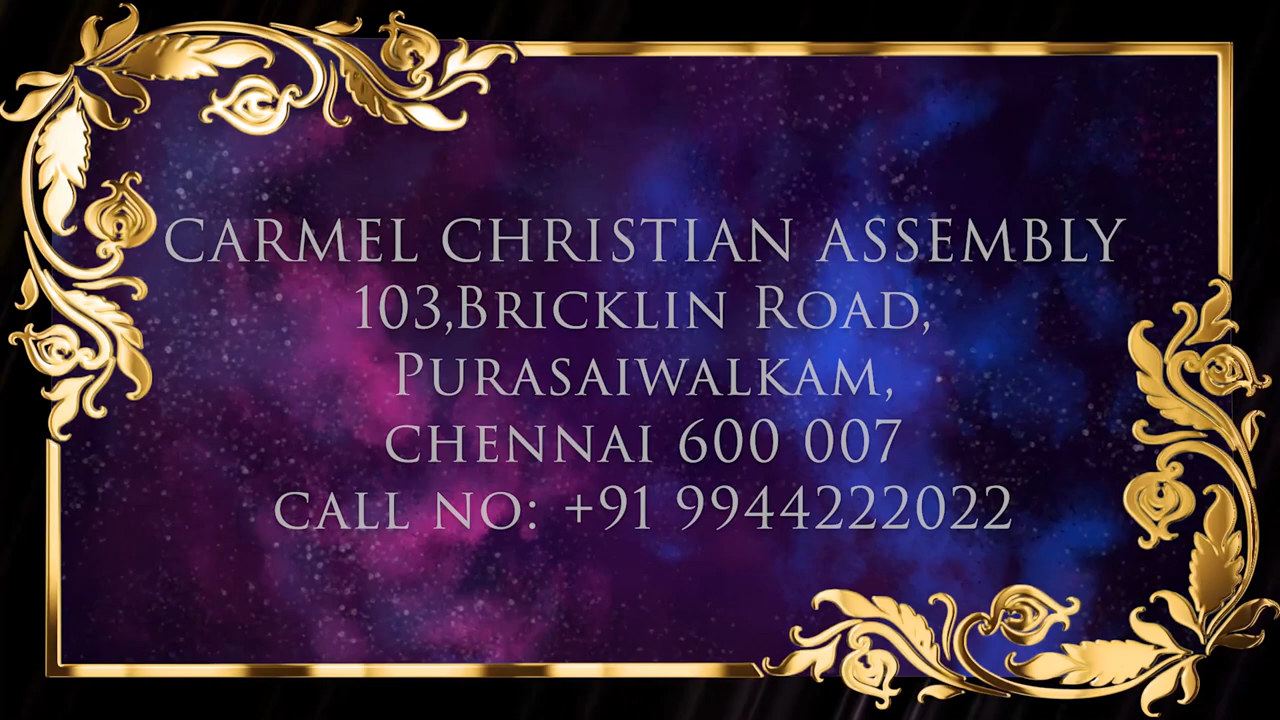 CARMEL CHRISTIAN ASSEMBLY
103,Bricklin Road,
Purasaiwalkam,
chennai 600 007
call no: +91 9944222022